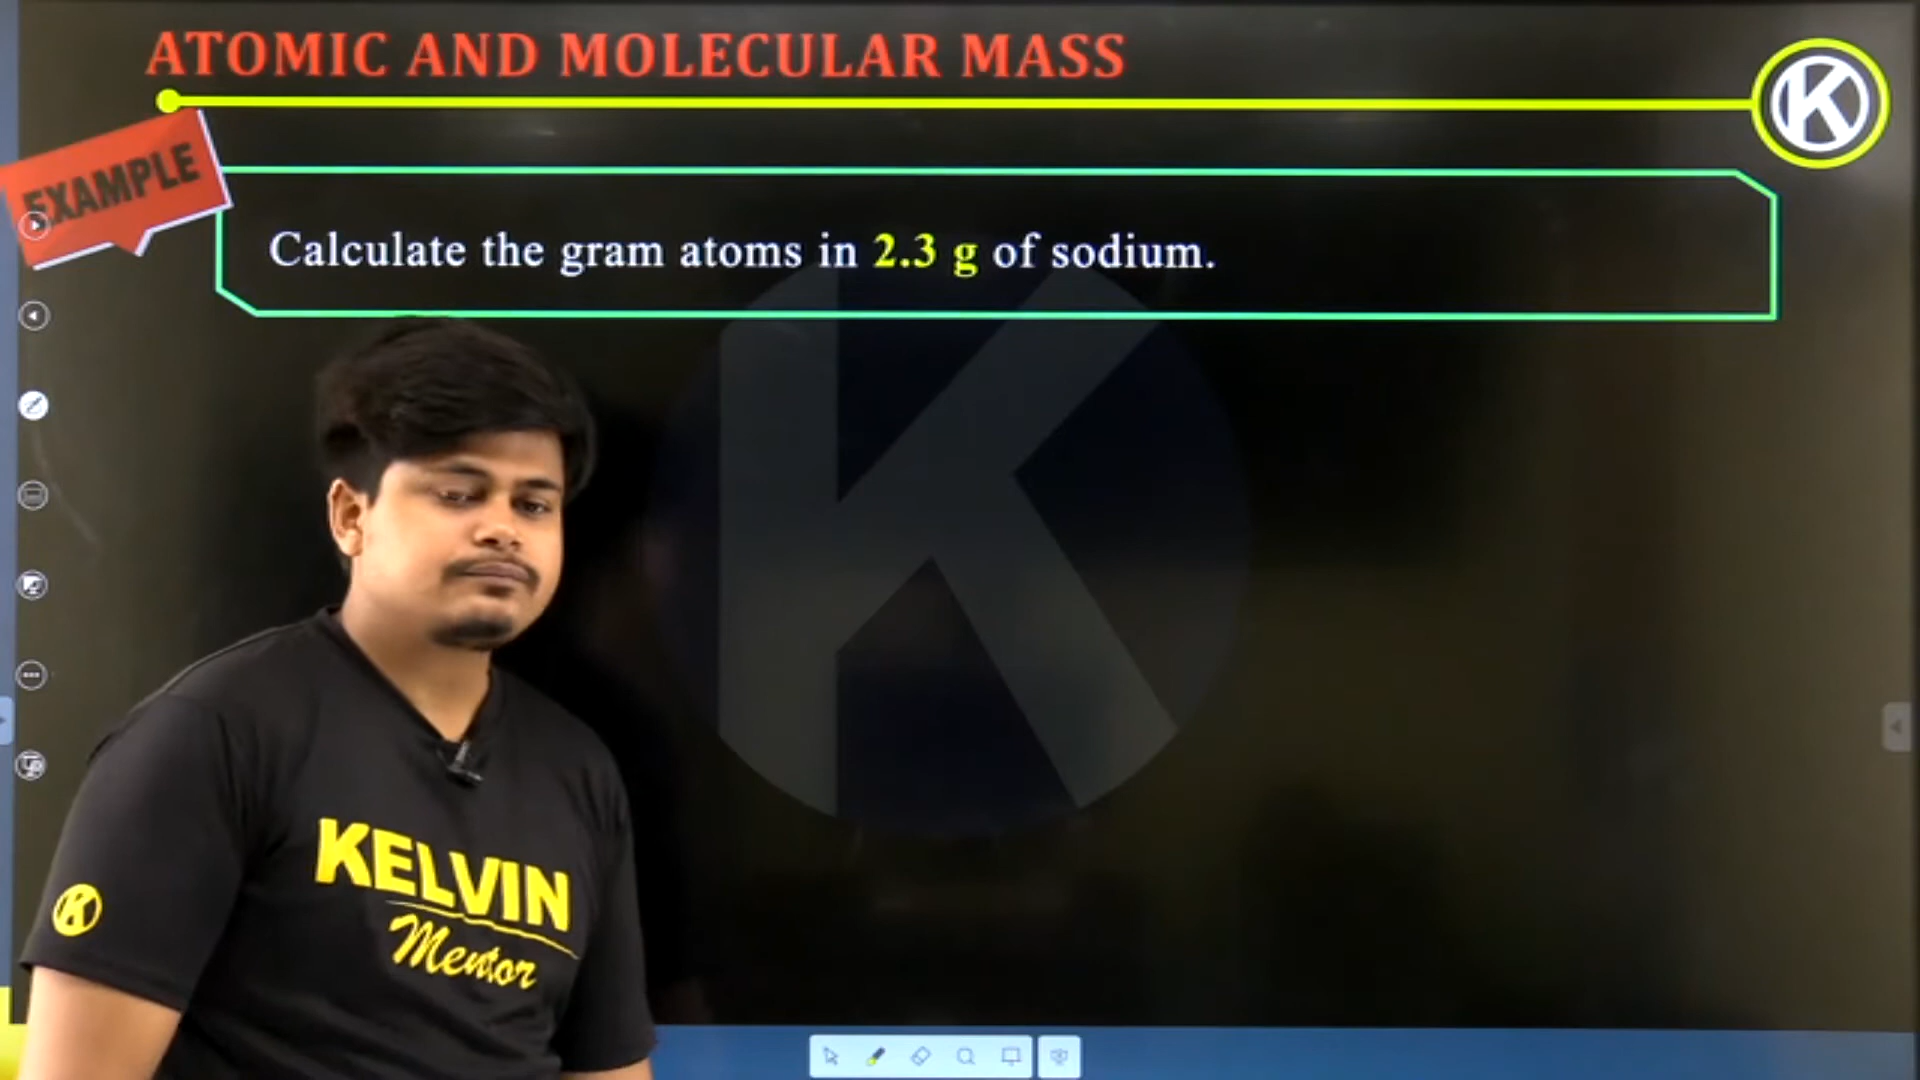 ATOMIC AND MOLECULAR MASS
K
EXAMPLE
Calculate the gram atoms in 2.3 g of sodium.
K
KELVIN
Mentor
K